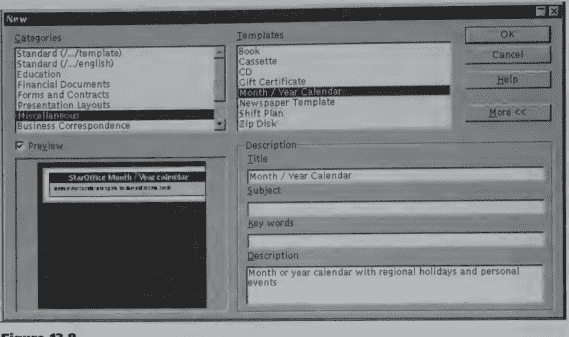 New
Categories
Standard (/.../template)
Standard (/.../english)
Education
Financial Documents
Forms and Contracts
Presentation Layouts
Miscellaneous
Business Correspondence
Templates
Book
Cassette
CD
Gift Certificate
Month / Year Calendar
Newspaper Template
Shift Plan
Zip Disk
OK
Cancel
Help
More <<
Preview
StarOffice Month / Year calendar
Description
Title
Month / Year Calendar
Subject
Key words
Description
Month or year calendar with regional holidays and personal
events